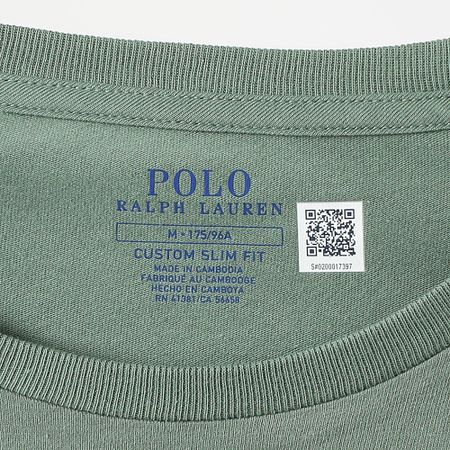 POLO
RALPH LAUREN
M • 175/96A
CUSTOM SLIM FIT
MADE IN CAMBODIA
FABRIQUÉ AU CAMBODGE
HECHO EN CAMBOYA
RN 41381/CA 56658
S#0200017397